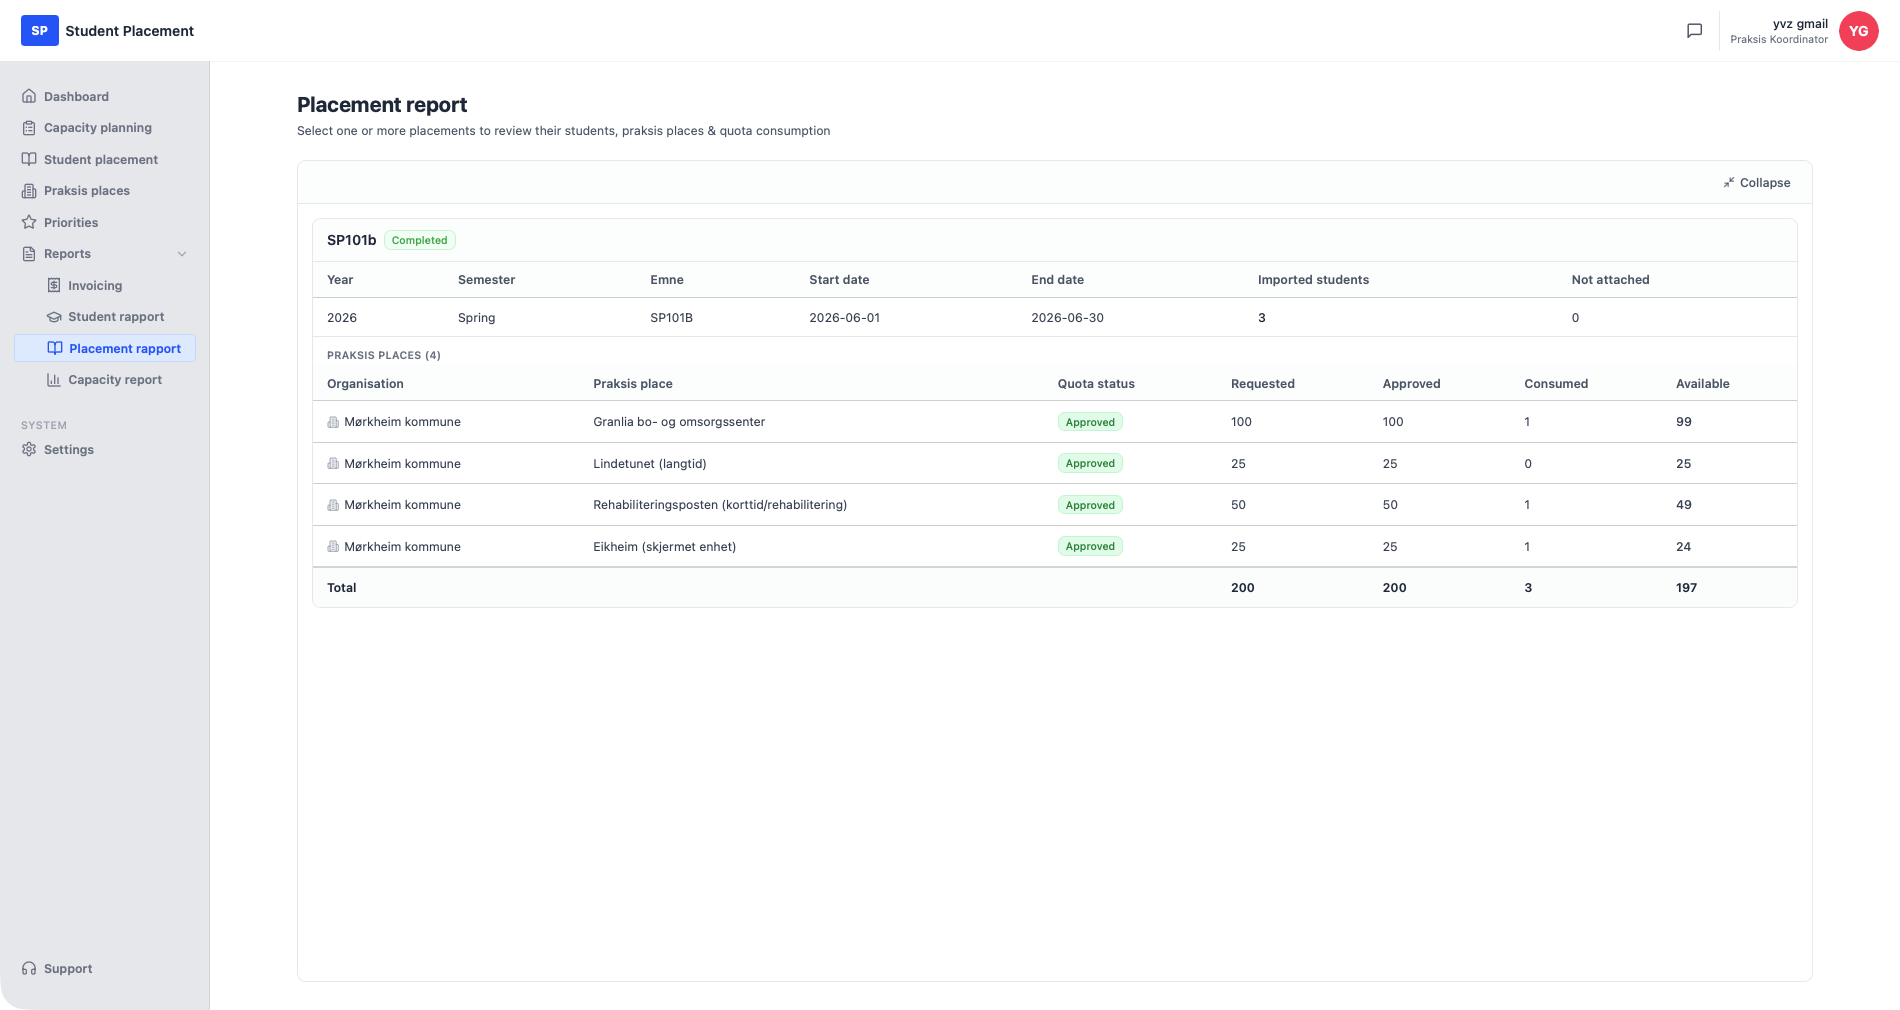 SP Student Placement
yvz gmail
Praksis Koordinator
YG
Dashboard
Capacity planning
Student placement
Praksis places
Priorities
Reports
Invoicing
Student rapport
Placement rapport
Capacity report
SYSTEM
Settings
Support
Placement report
Select one or more placements to review their students, praksis places & quota consumption
Collapse
SP101b Completed
Year Semester Emne Start date End date Imported students Not attached
2026 Spring SP101B 2026-06-01 2026-06-30 3 0
PRAKSIS PLACES (4)
Organisation Praksis place Quota status Requested Approved Consumed Available
Mørkheim kommune Granlia bo- og omsorgssenter Approved 100 100 1 99
Mørkheim kommune Lindetunet (langtid) Approved 25 25 0 25
Mørkheim kommune Rehabiliteringsposten (korttid/rehabilitering) Approved 50 50 1 49
Mørkheim kommune Eikheim (skjermet enhet) Approved 25 25 1 24
Total 200 200 3 197